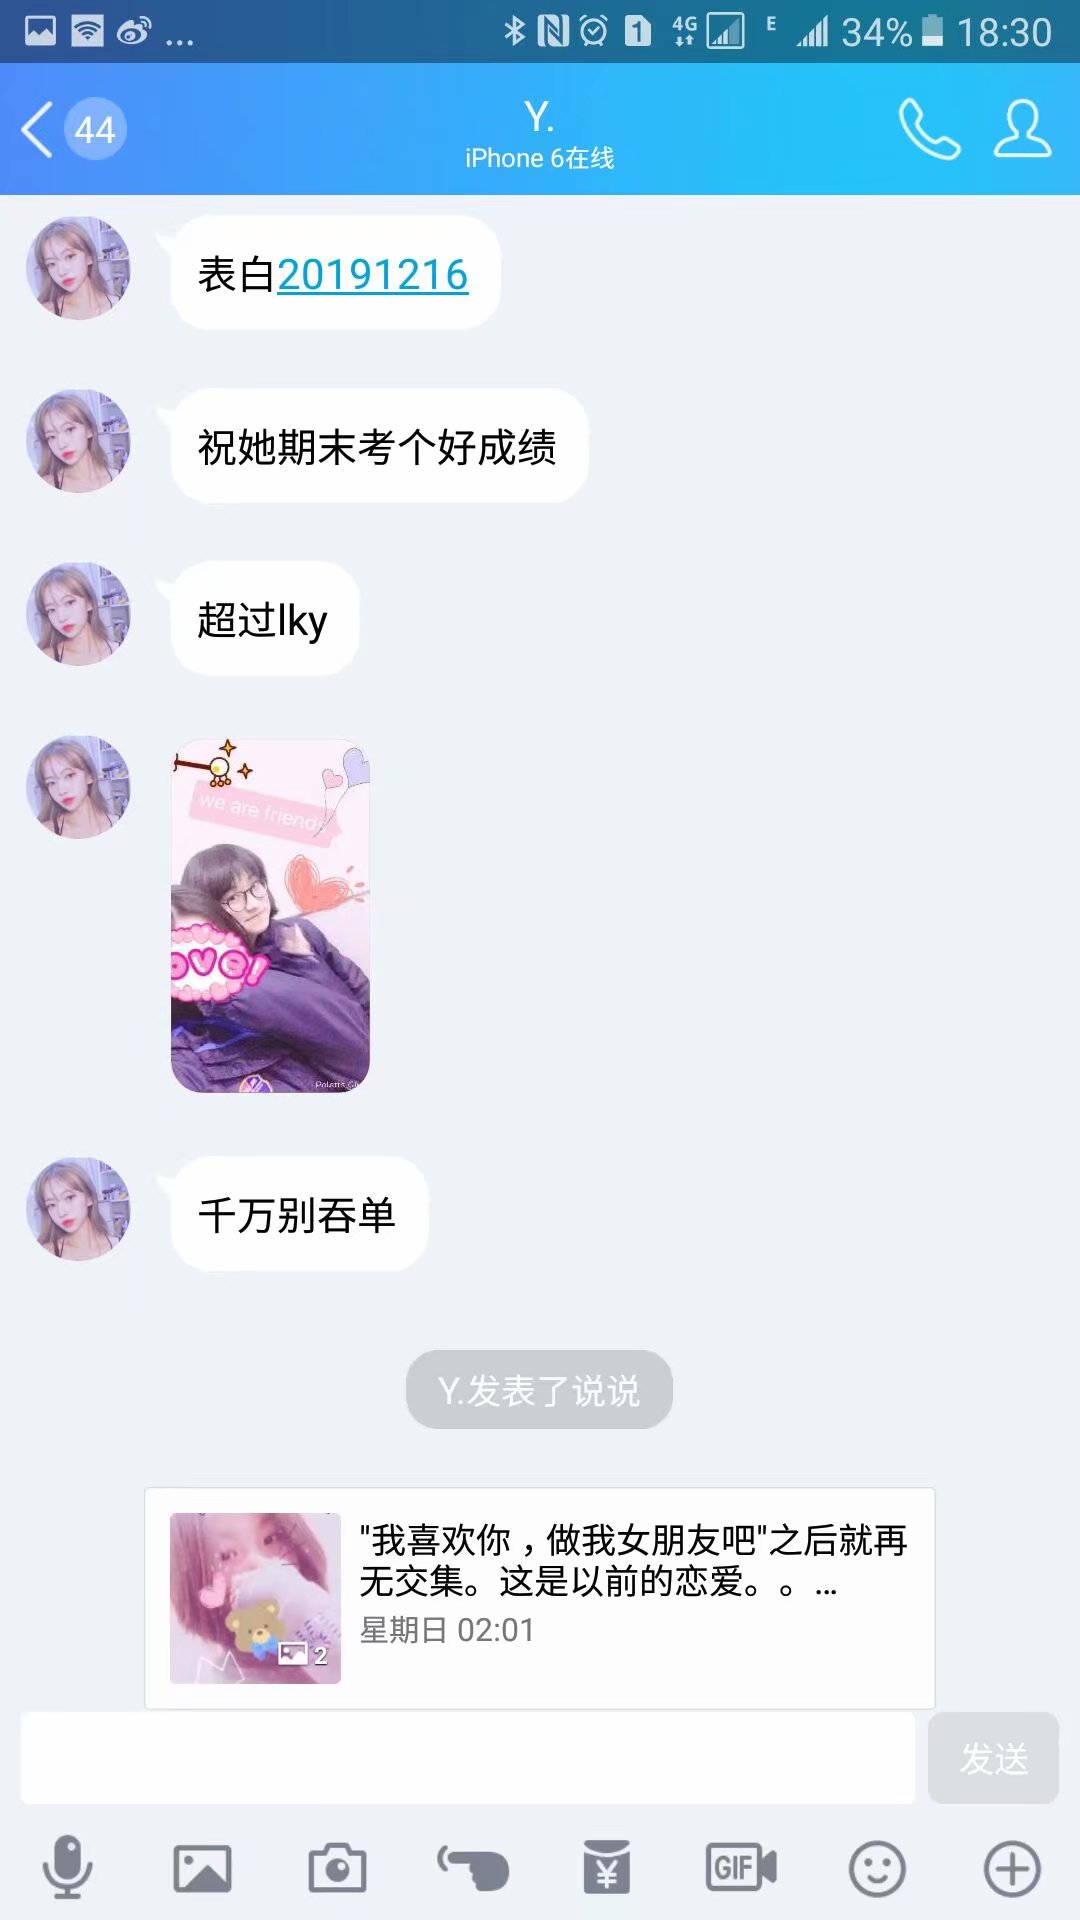 ... 1 4G E 34% 18:30
44
Y.
iPhone 6在线
表白20191216
祝她期末考个好成绩
超过lky
we are friends
ove!
千万别吞单
Y.发表了说说
"我喜欢你，做我女朋友吧"之后就再
无交集。这是以前的恋爱。。...
2
星期日 02:01
发送
GIF